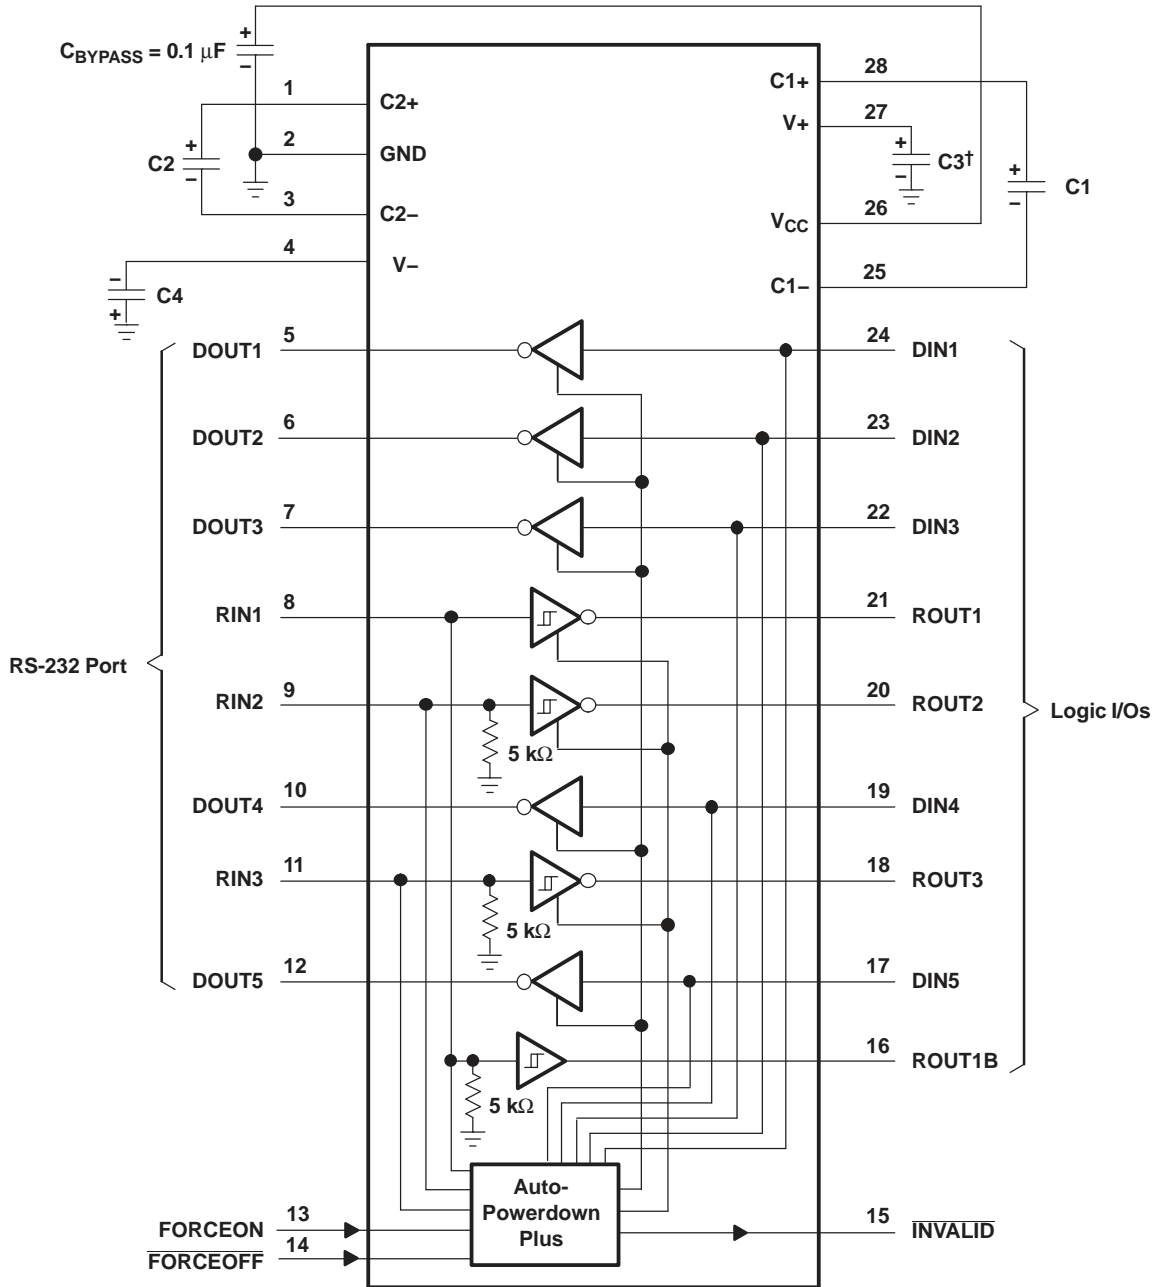 CBYPASS = 0.1 μF
+
–
1
C2+
C1+
28
V+
27
+
–
C3†
2
GND
C2
+
–
3
C2–
VCC
26
+
–
C1
4
V–
C1–
25
–
+
C4
DOUT1
5
24
DIN1
DOUT2
6
23
DIN2
DOUT3
7
22
DIN3
RIN1
8
21
ROUT1
RS-232 Port
RIN2
9
20
ROUT2
Logic I/Os
5 kΩ
DOUT4
10
19
DIN4
RIN3
11
18
ROUT3
5 kΩ
DOUT5
12
17
DIN5
16
ROUT1B
5 kΩ
Auto-
Powerdown
Plus
FORCEON
13
15
INVALID
FORCEOFF
14